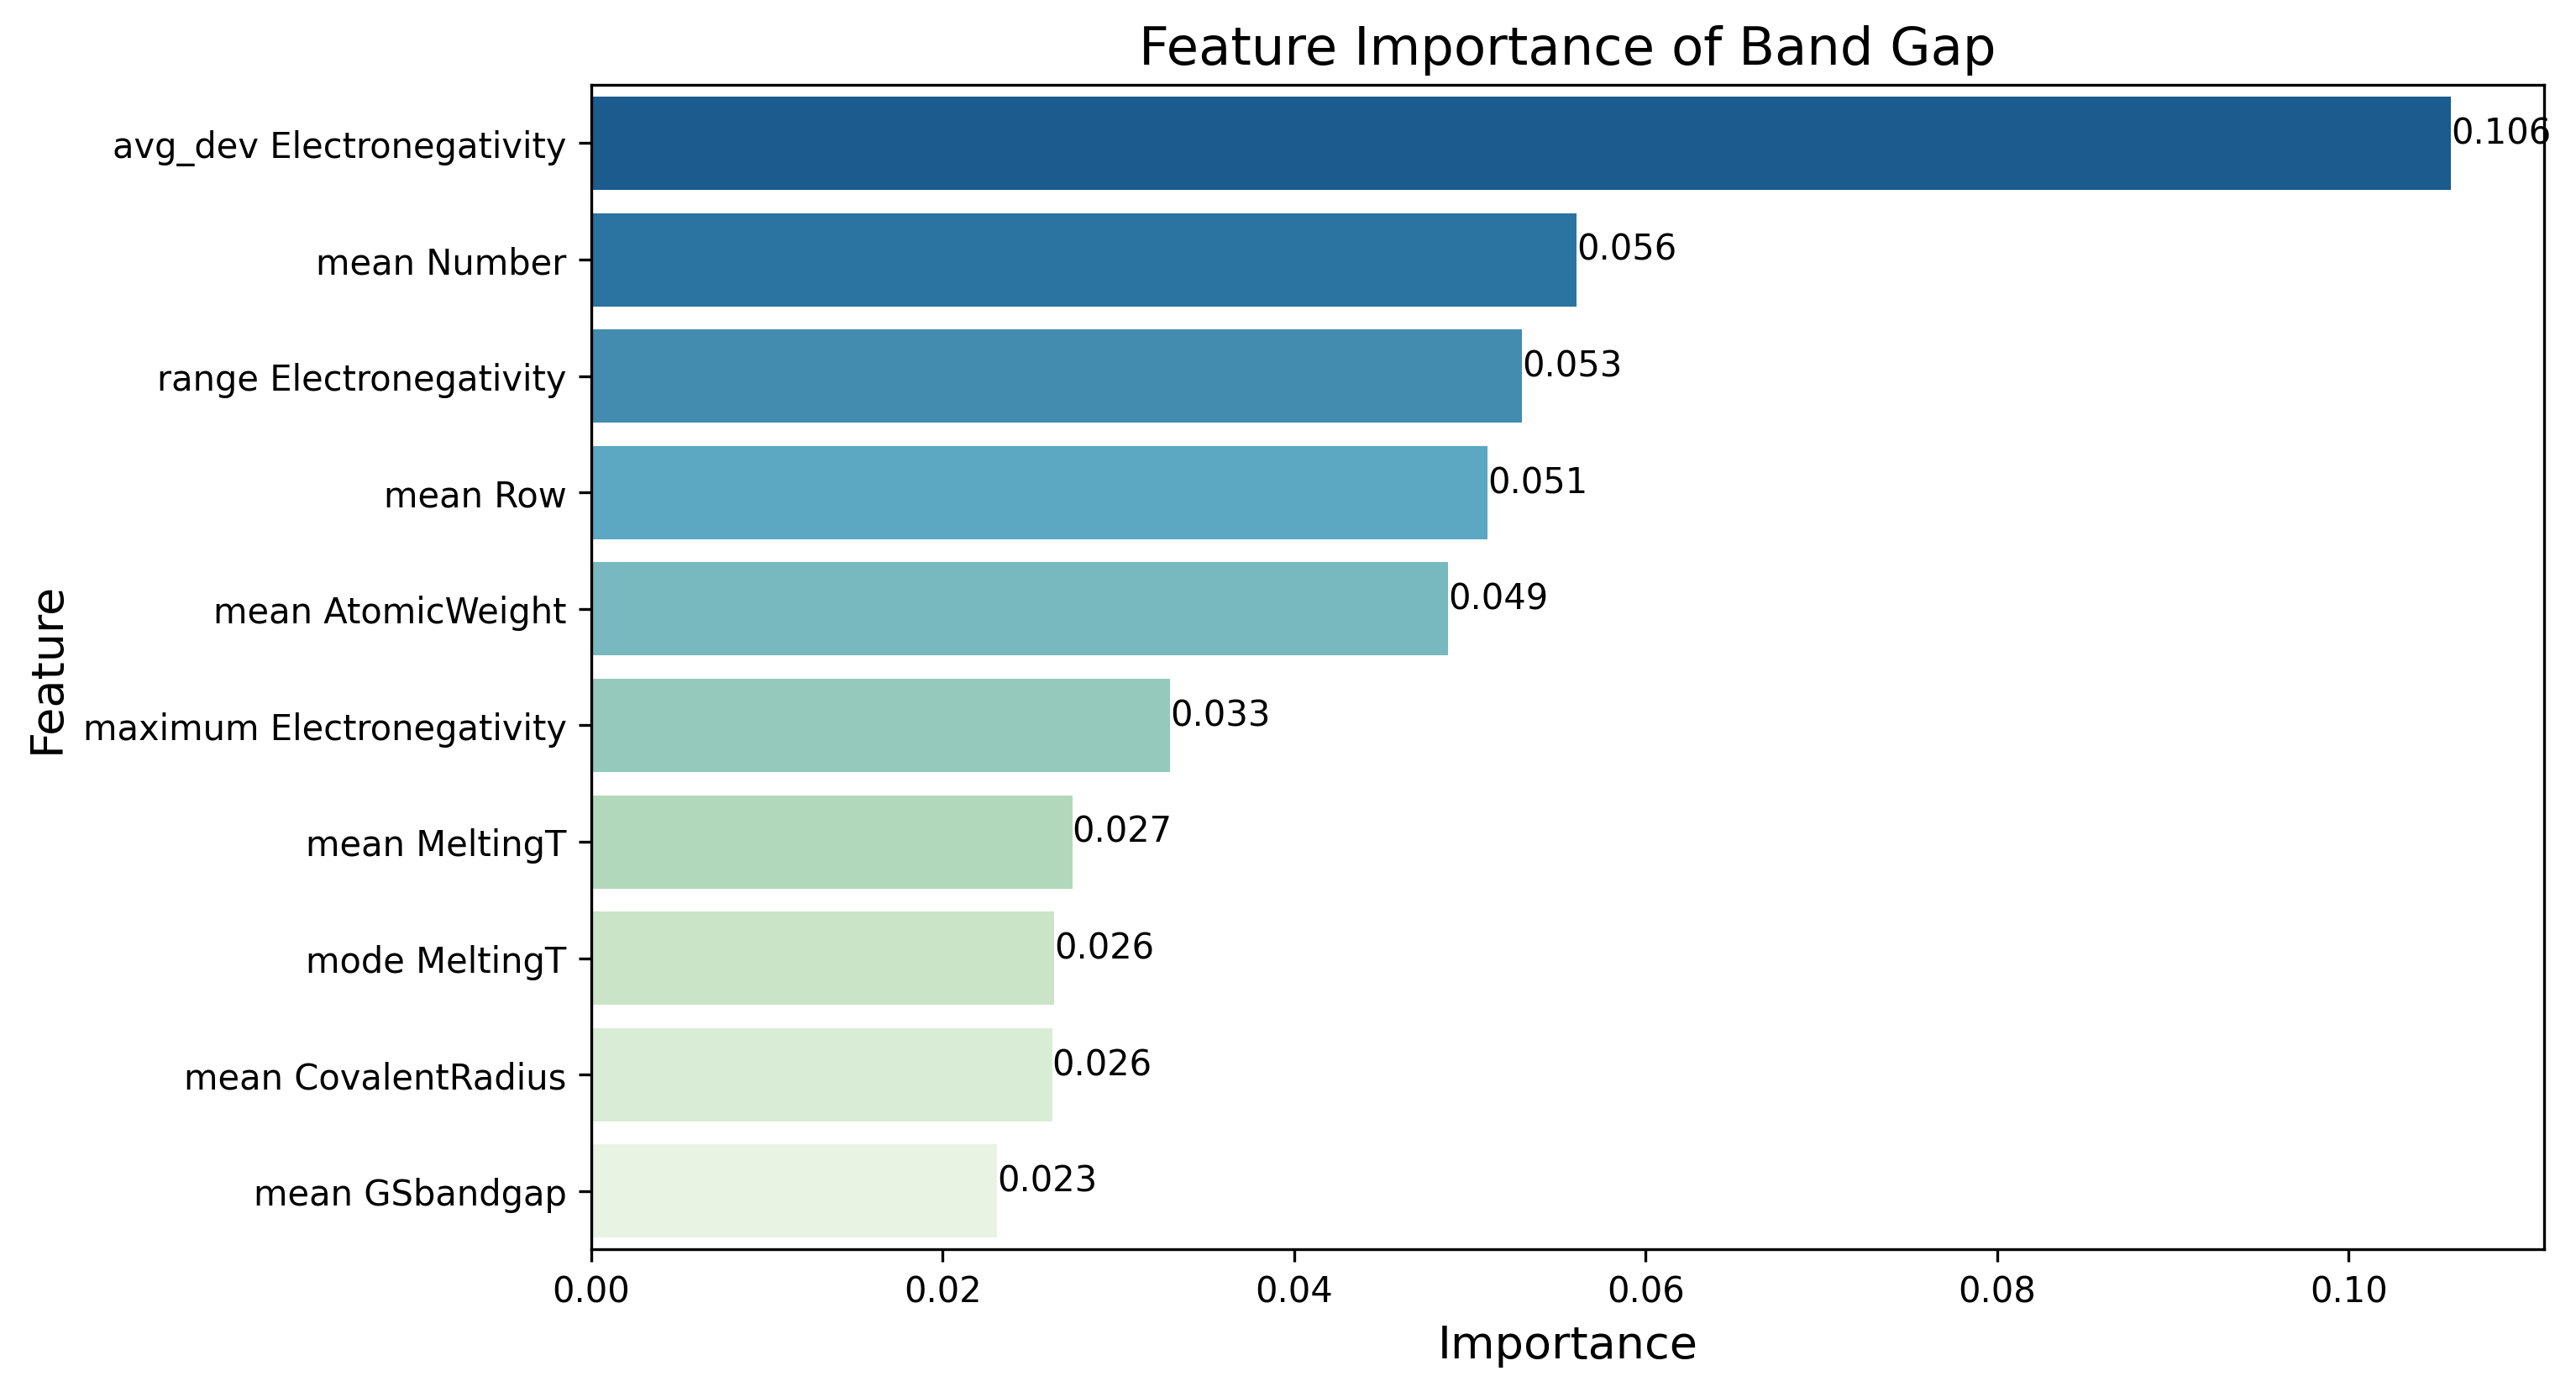 Feature Importance of Band Gap
avg_dev Electronegativity
0.106
mean Number
0.056
range Electronegativity
0.053
mean Row
0.051
mean AtomicWeight
0.049
maximum Electronegativity
0.033
mean MeltingT
0.027
mode MeltingT
0.026
mean CovalentRadius
0.026
mean GSbandgap
0.023
Feature
0.00 0.02 0.04 0.06 0.08 0.10
Importance